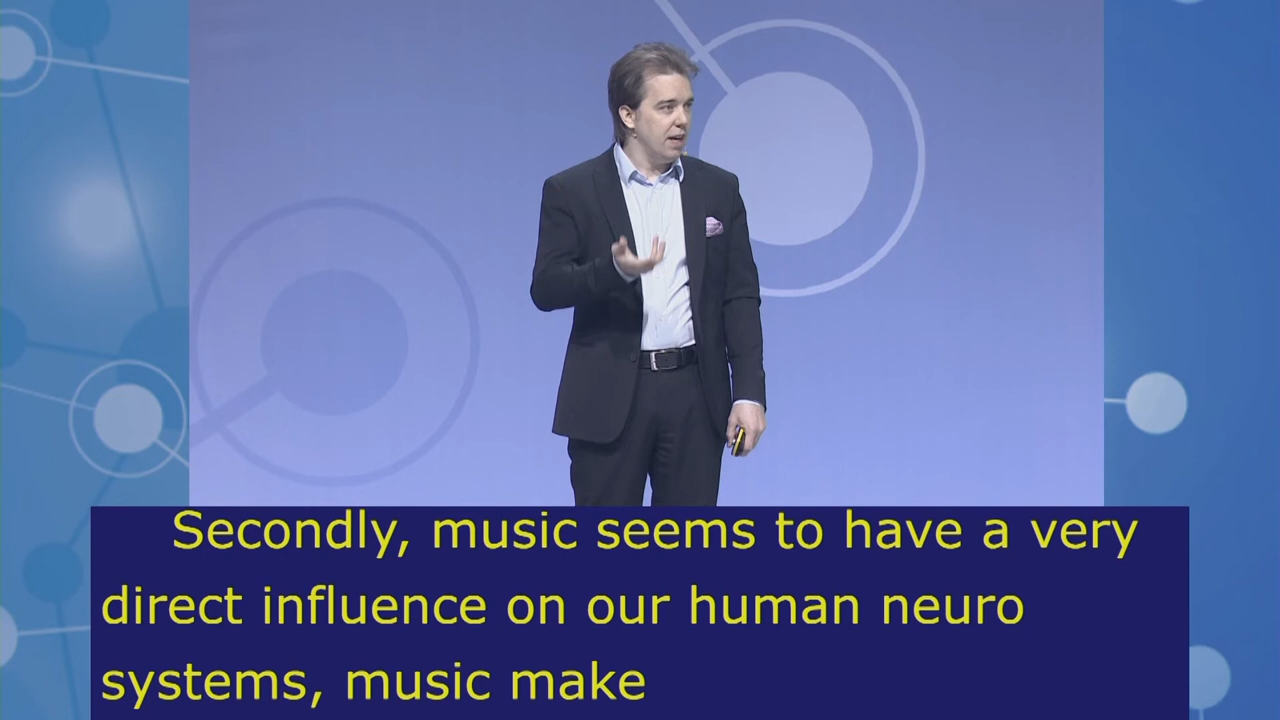 Secondly, music seems to have a very
direct influence on our human neuro
systems, music make